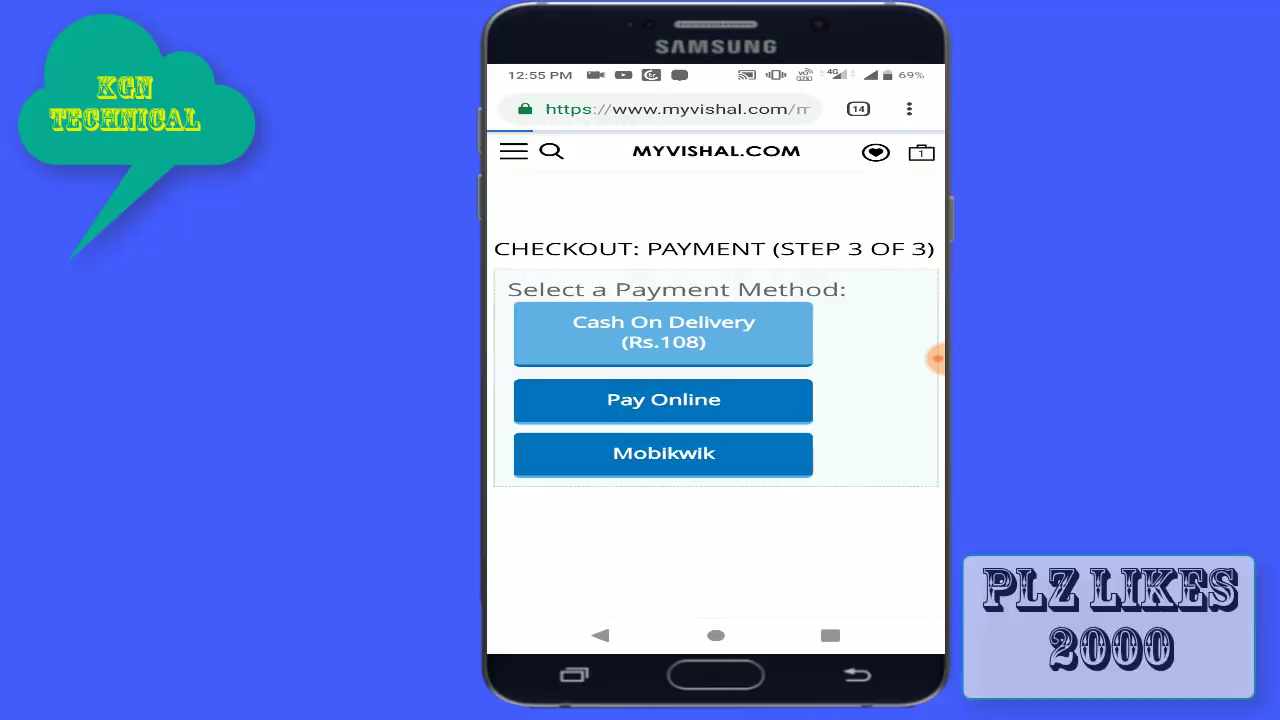 KGN
TECHNICAL
SAMSUNG
12:55 PM
4G
69%
https://www.myvishal.com/m
14
MYVISHAL.COM
1
CHECKOUT: PAYMENT (STEP 3 OF 3)
Select a Payment Method:
Cash On Delivery
(Rs.108)
Pay Online
Mobikwik
PLZ LIKES
2000